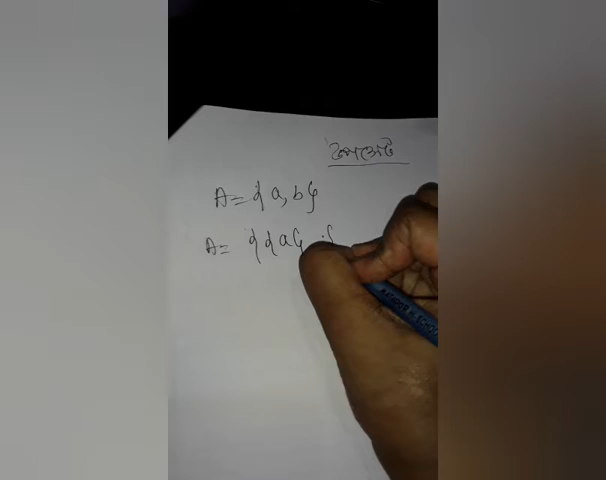 উপসেট
A = {a, b}
A = {{a}, {